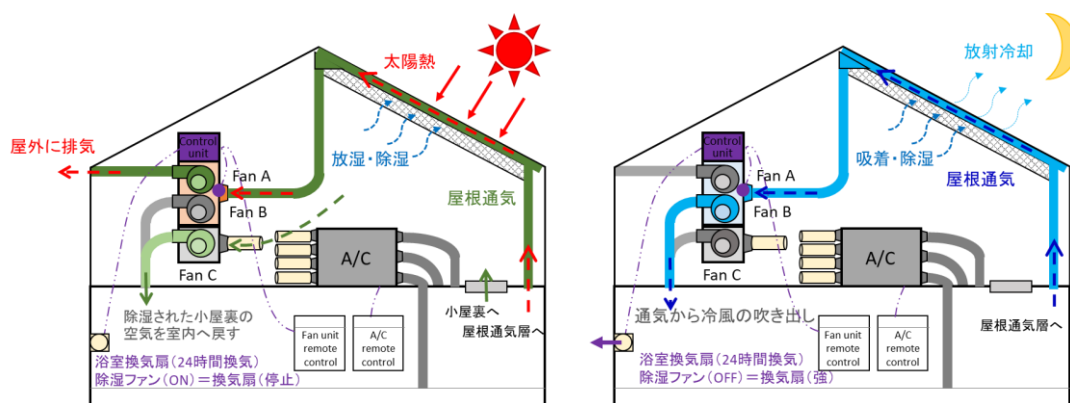 太陽熱
屋外に排気
Control
unit
放湿・除湿
Fan A
Fan B
Fan C
屋根通気
A/C
除湿された小屋裏の
空気を室内へ戻す
小屋裏へ
屋根通気層へ
Fan unit
remote
control
A/C
remote
control
浴室換気扇(24時間換気)
除湿ファン(ON)=換気扇(停止)
放射冷却
Control
unit
吸着・除湿
Fan A
Fan B
Fan C
屋根通気
A/C
通気から冷風の吹き出し
屋根通気層へ
Fan unit
remote
control
A/C
remote
control
浴室換気扇(24時間換気)
除湿ファン(OFF)=換気扇(強)